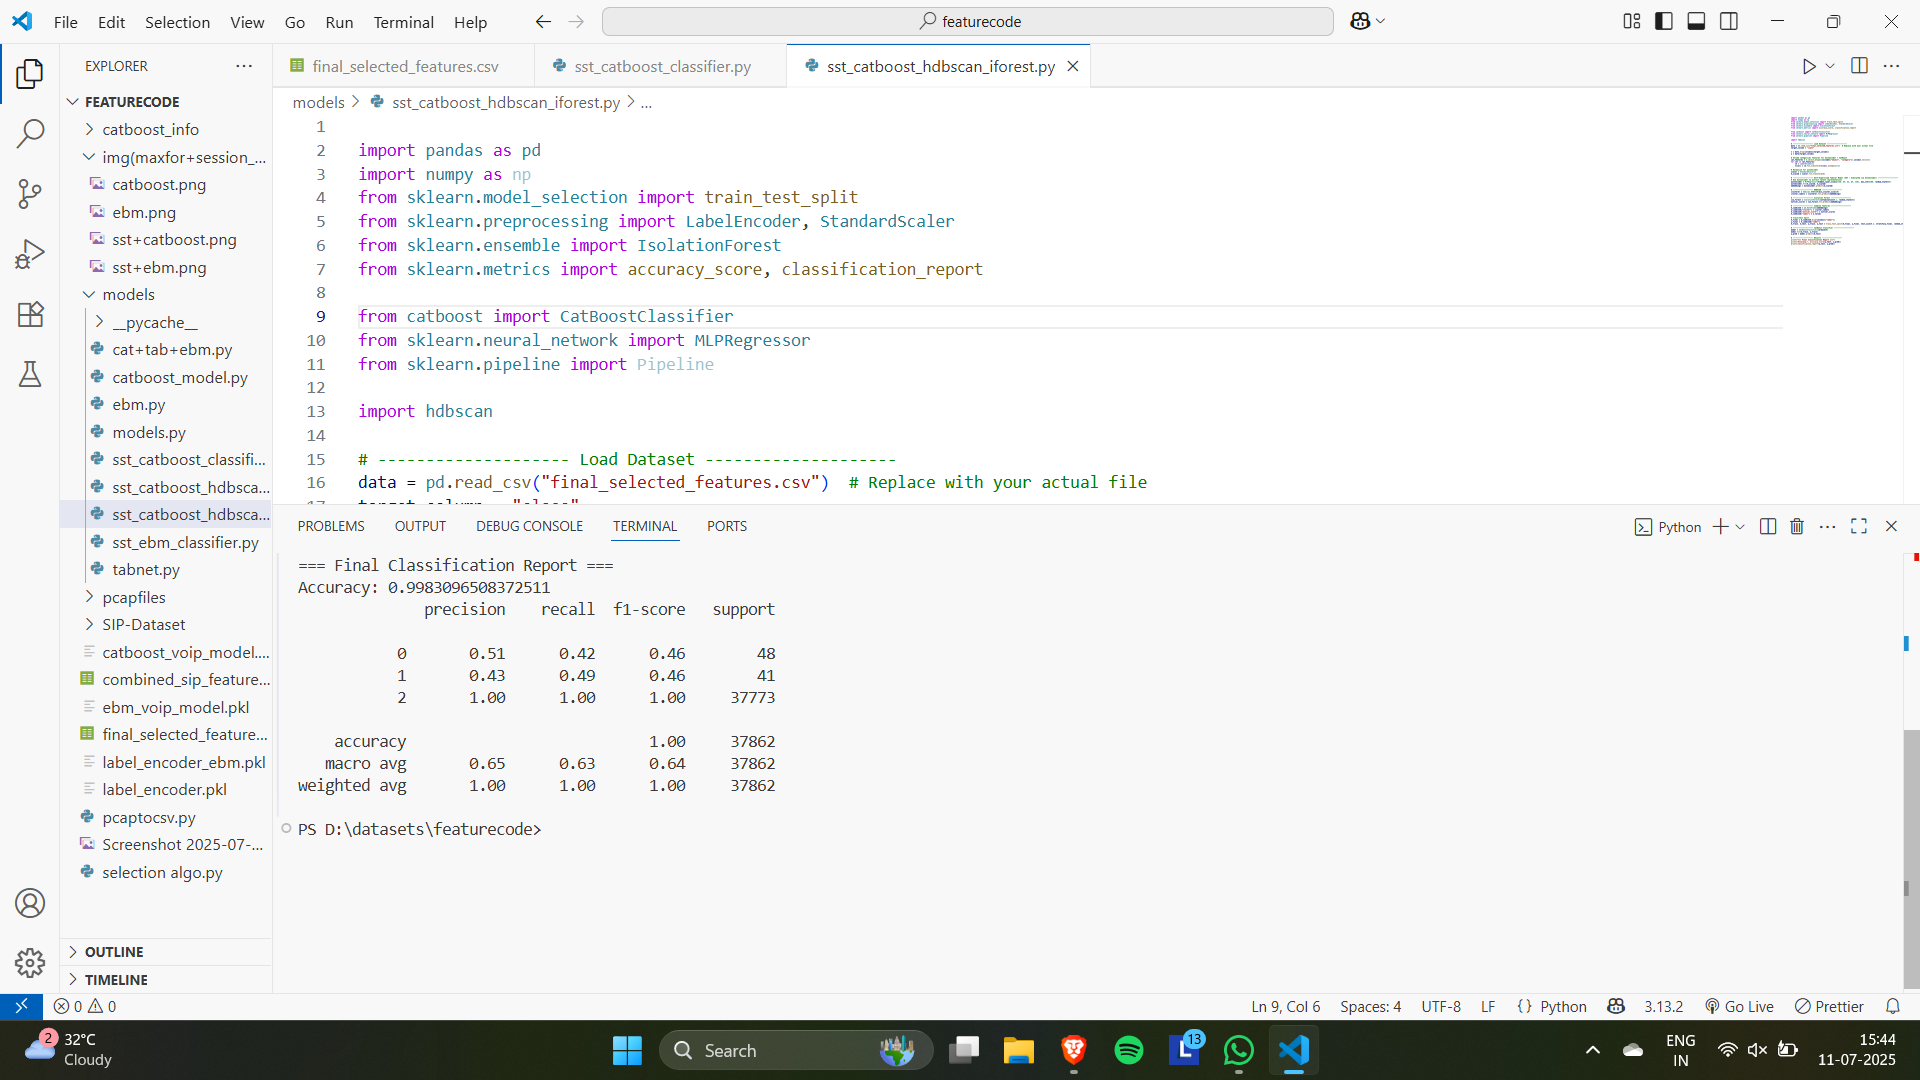 File Edit Selection View Go Run Terminal Help
featurecode
EXPLORER
FEATURECODE
catboost_info
img(maxfor+session_...
catboost.png
ebm.png
sst+catboost.png
sst+ebm.png
models
__pycache__
cat+tab+ebm.py
catboost_model.py
ebm.py
models.py
sst_catboost_classifi...
sst_catboost_hdbsca...
sst_catboost_hdbsca...
sst_ebm_classifier.py
tabnet.py
pcapfiles
SIP-Dataset
catboost_voip_model....
combined_sip_feature...
ebm_voip_model.pkl
final_selected_feature...
label_encoder_ebm.pkl
label_encoder.pkl
pcaptocsv.py
Screenshot 2025-07-...
selection algo.py
OUTLINE
TIMELINE
final_selected_features.csv sst_catboost_classifier.py sst_catboost_hdbscan_iforest.py
models > sst_catboost_hdbscan_iforest.py > ...
1
2 import pandas as pd
3 import numpy as np
4 from sklearn.model_selection import train_test_split
5 from sklearn.preprocessing import LabelEncoder, StandardScaler
6 from sklearn.ensemble import IsolationForest
7 from sklearn.metrics import accuracy_score, classification_report
8
9 from catboost import CatBoostClassifier
10 from sklearn.neural_network import MLPRegressor
11 from sklearn.pipeline import Pipeline
12
13 import hdbscan
14
15 # -------------------- Load Dataset --------------------
16 data = pd.read_csv("final_selected_features.csv") # Replace with your actual file
PROBLEMS OUTPUT DEBUG CONSOLE TERMINAL PORTS
Python
=== Final Classification Report ===
Accuracy: 0.9983096508372511
precision recall f1-score support
0 0.51 0.42 0.46 48
1 0.43 0.49 0.46 41
2 1.00 1.00 1.00 37773
accuracy 1.00 37862
macro avg 0.65 0.63 0.64 37862
weighted avg 1.00 1.00 1.00 37862
PS D:\datasets\featurecode>
0 0 Ln 9, Col 6 Spaces: 4 UTF-8 LF {} Python 3.13.2 Go Live Prettier
2 32°C
Cloudy
Search
L 13
ENG
IN
15:44
11-07-2025